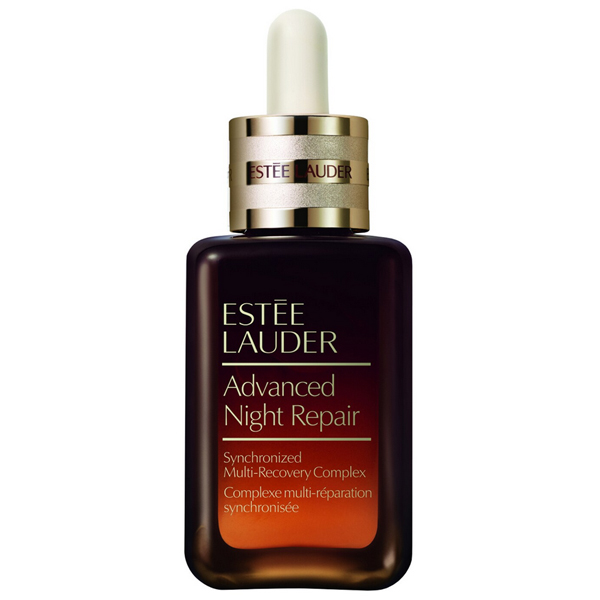 ESTĒE LAUDER
ESTĒE
LAUDER
Advanced
Night Repair
Synchronized
Multi-Recovery Complex
Complexe multi-réparation
synchronisée